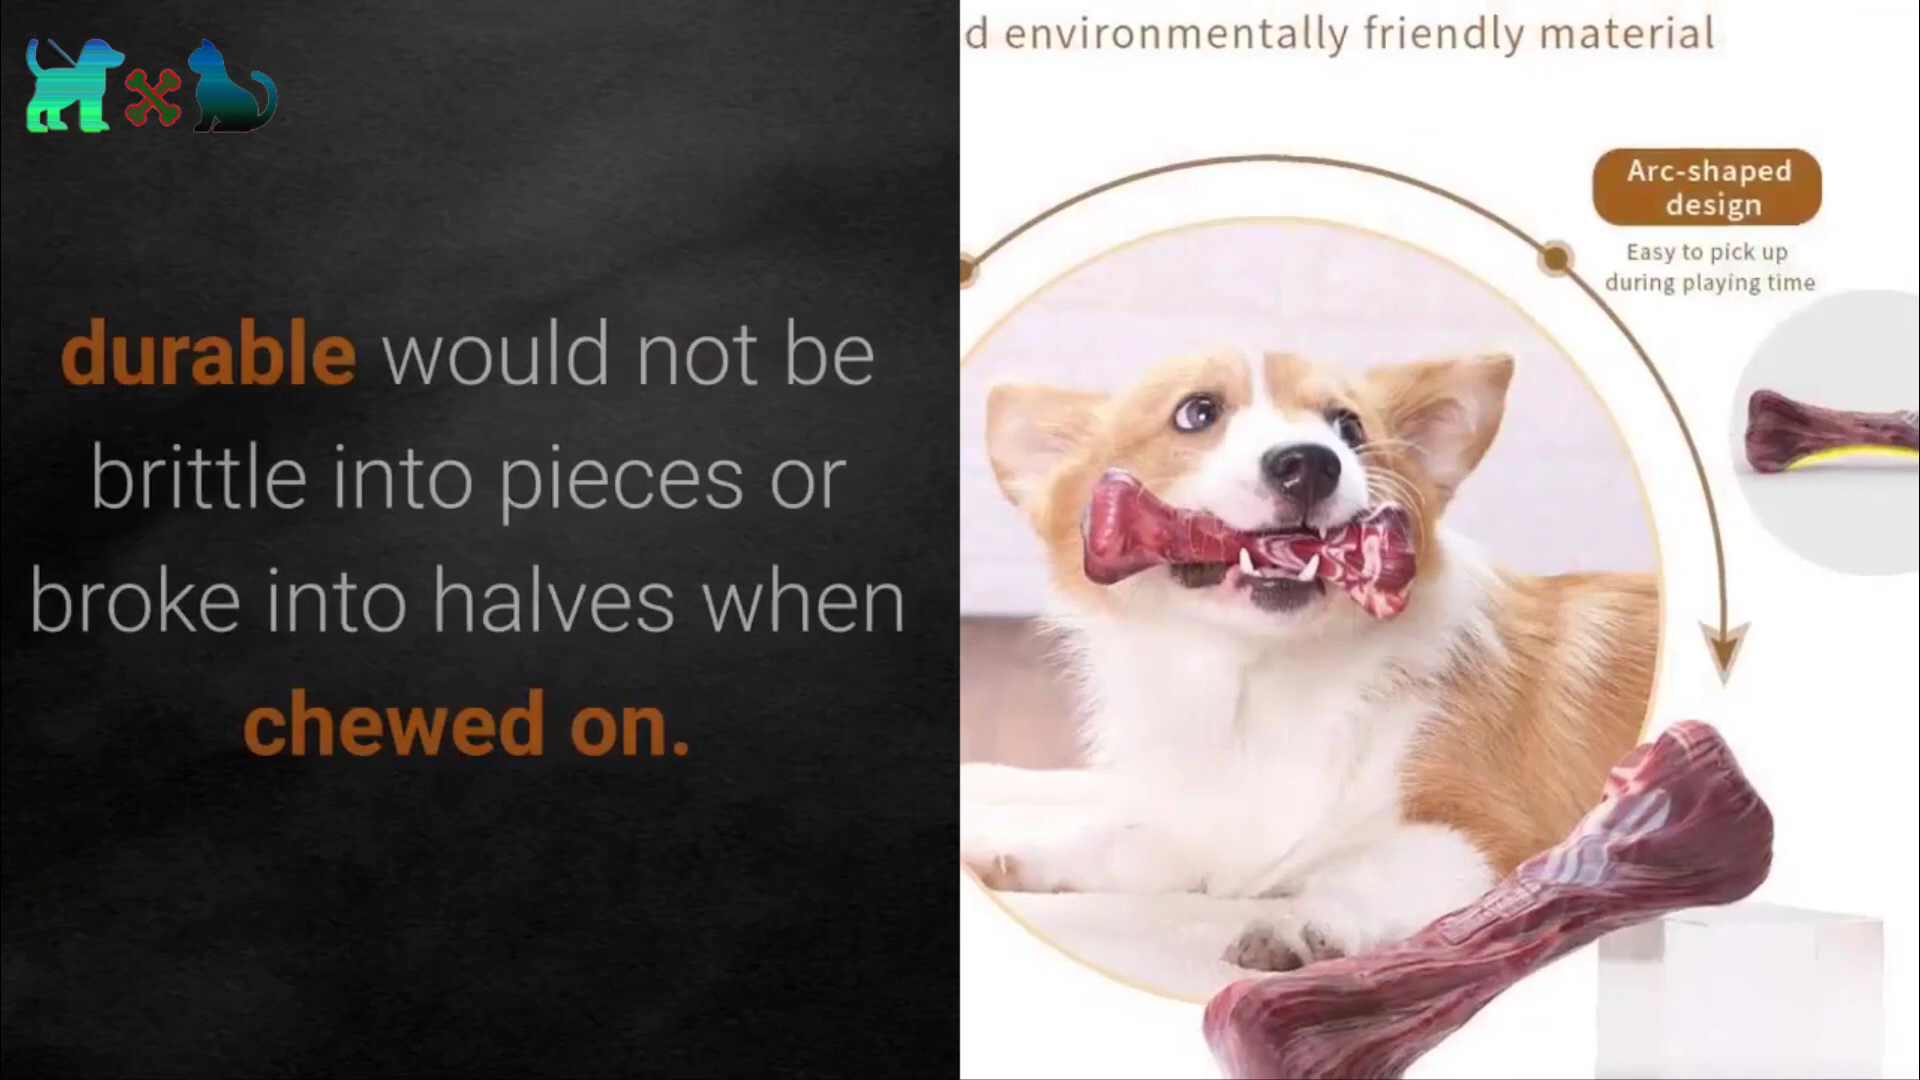 durable would not be
brittle into pieces or
broke into halves when
chewed on.
d environmentally friendly material
Arc-shaped
design
Easy to pick up
during playing time